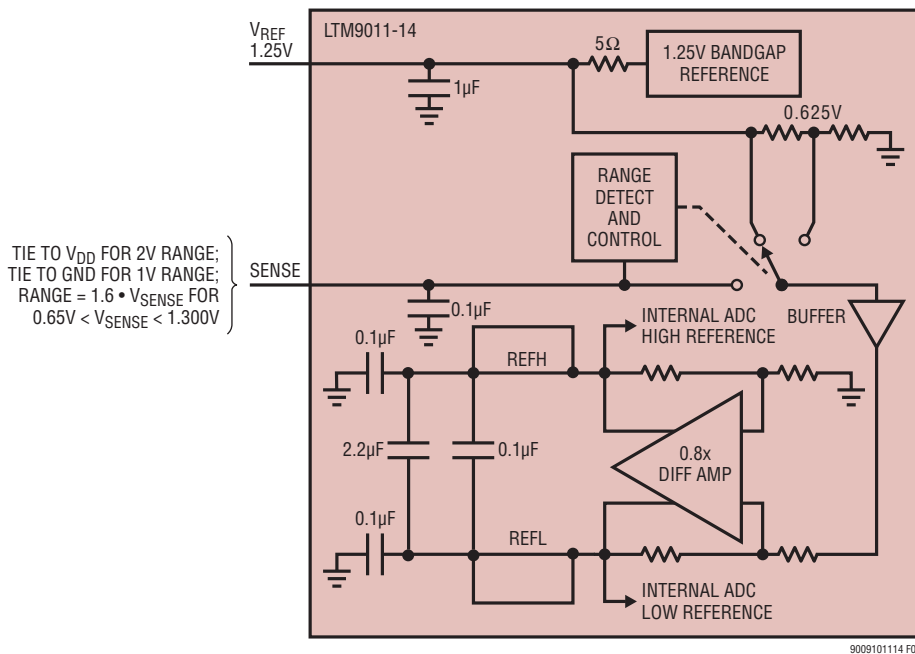 LTM9011-14
VREF
1.25V
5Ω
1.25V BANDGAP
REFERENCE
1µF
0.625V
RANGE
DETECT
AND
CONTROL
TIE TO VDD FOR 2V RANGE;
TIE TO GND FOR 1V RANGE;
RANGE = 1.6 • VSENSE FOR
0.65V < VSENSE < 1.300V
SENSE
0.1µF
BUFFER
INTERNAL ADC
HIGH REFERENCE
0.1µF
REFH
2.2µF
0.1µF
0.8x
DIFF AMP
0.1µF
REFL
INTERNAL ADC
LOW REFERENCE
9009101114 F0